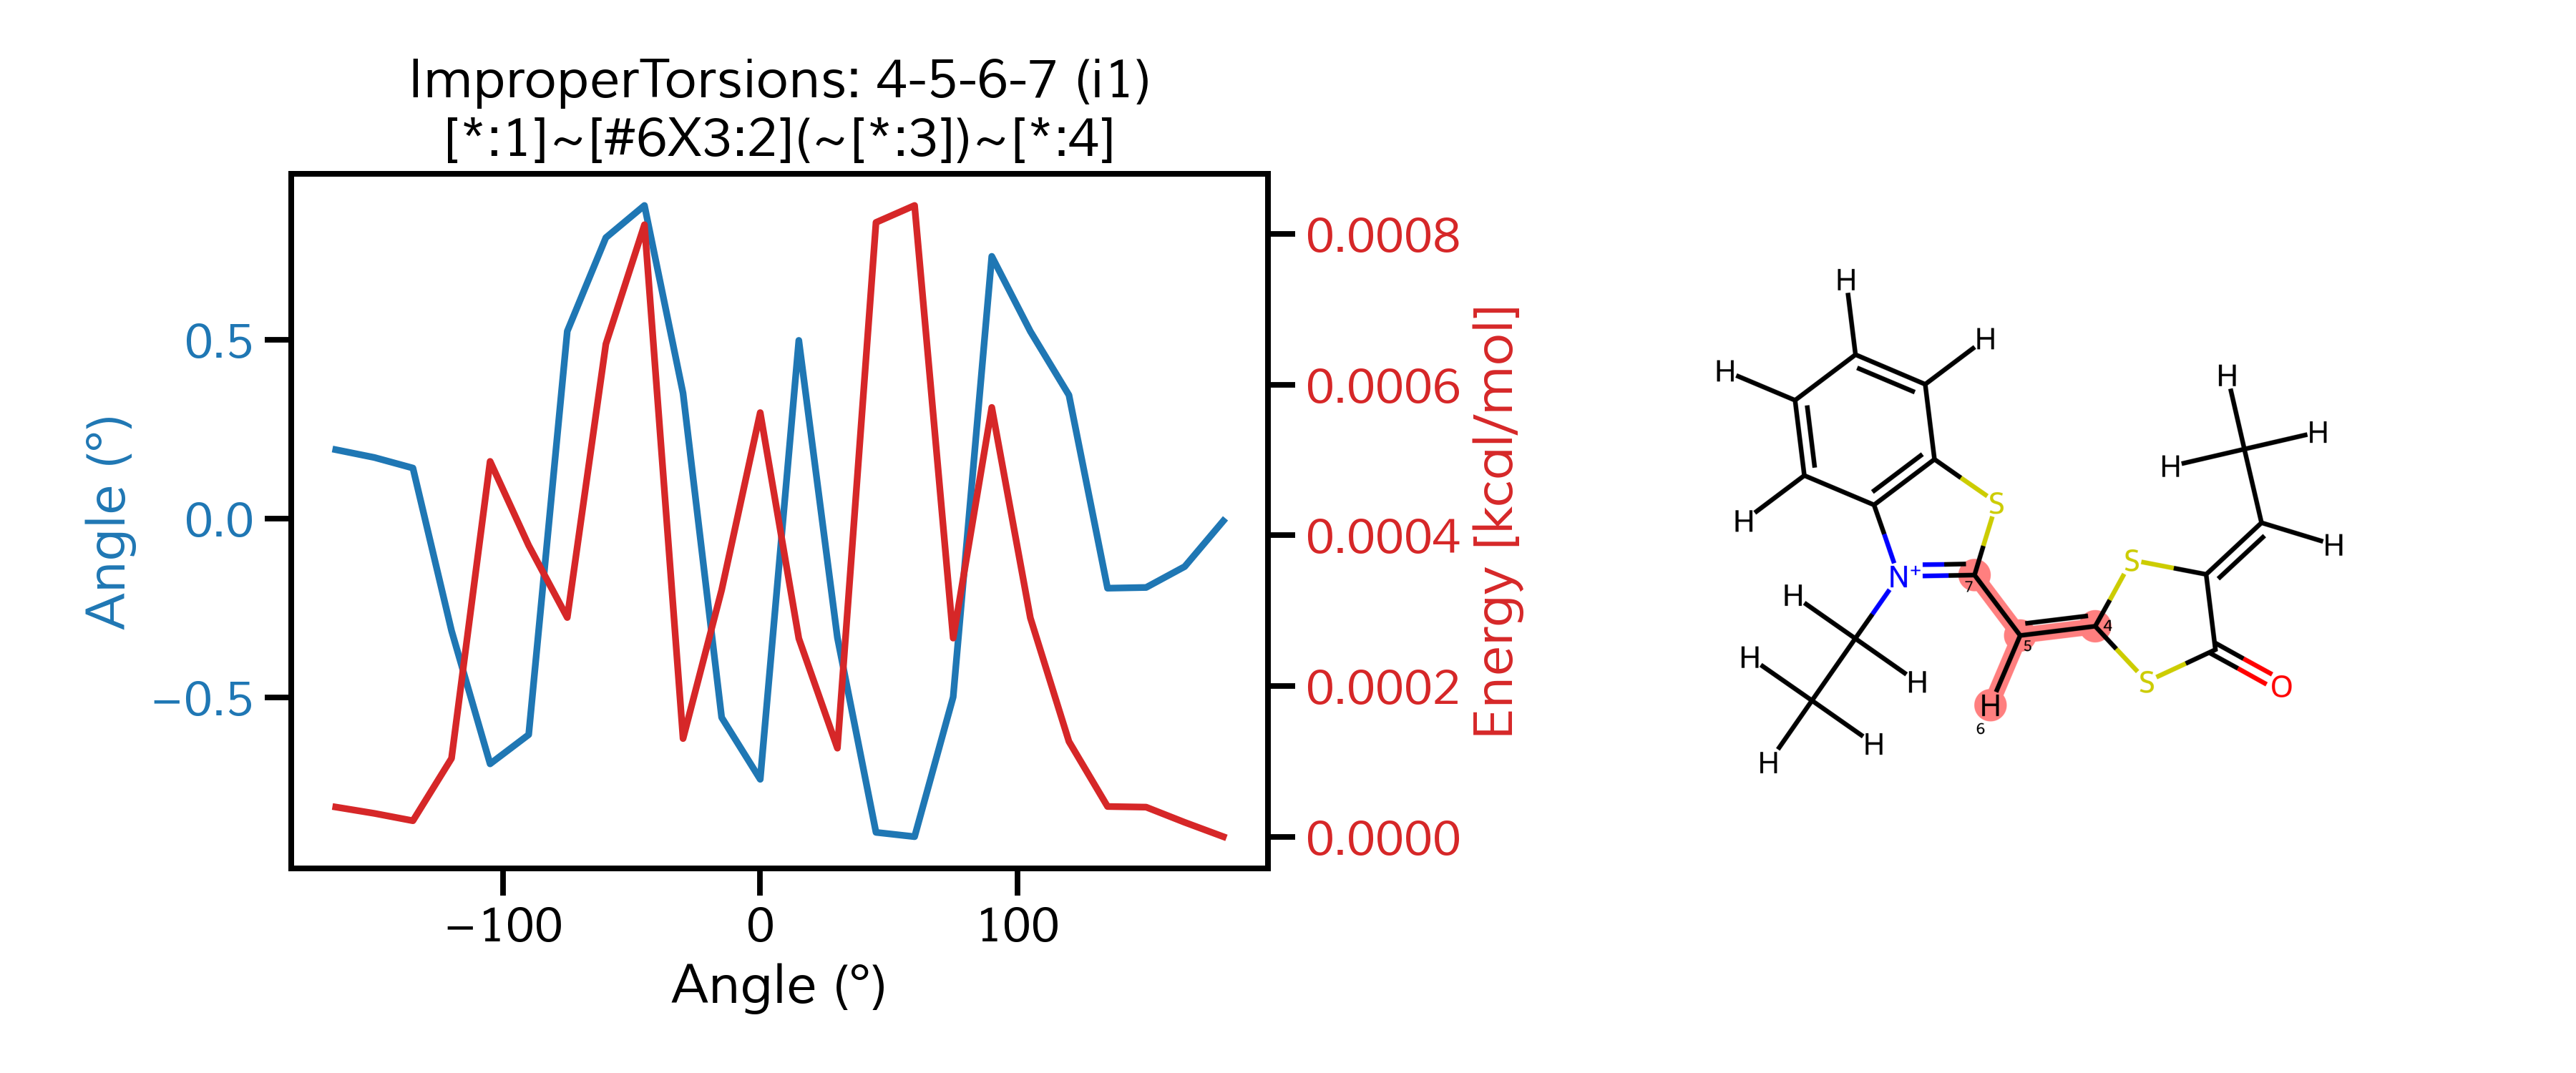 ImproperTorsions: 4-5-6-7 (i1)
[*:1]~[#6X3:2](~[*:3])~[*:4]
Angle (°)
0.5
0.0
−0.5
0.0008
0.0006
0.0004
0.0002
0.0000
Energy [kcal/mol]
−100
0
100
Angle (°)
H
H
H
H
H
H
H
S
H
H
S
N+
7
H
4
5
H
H
S
O
H
6
H
H